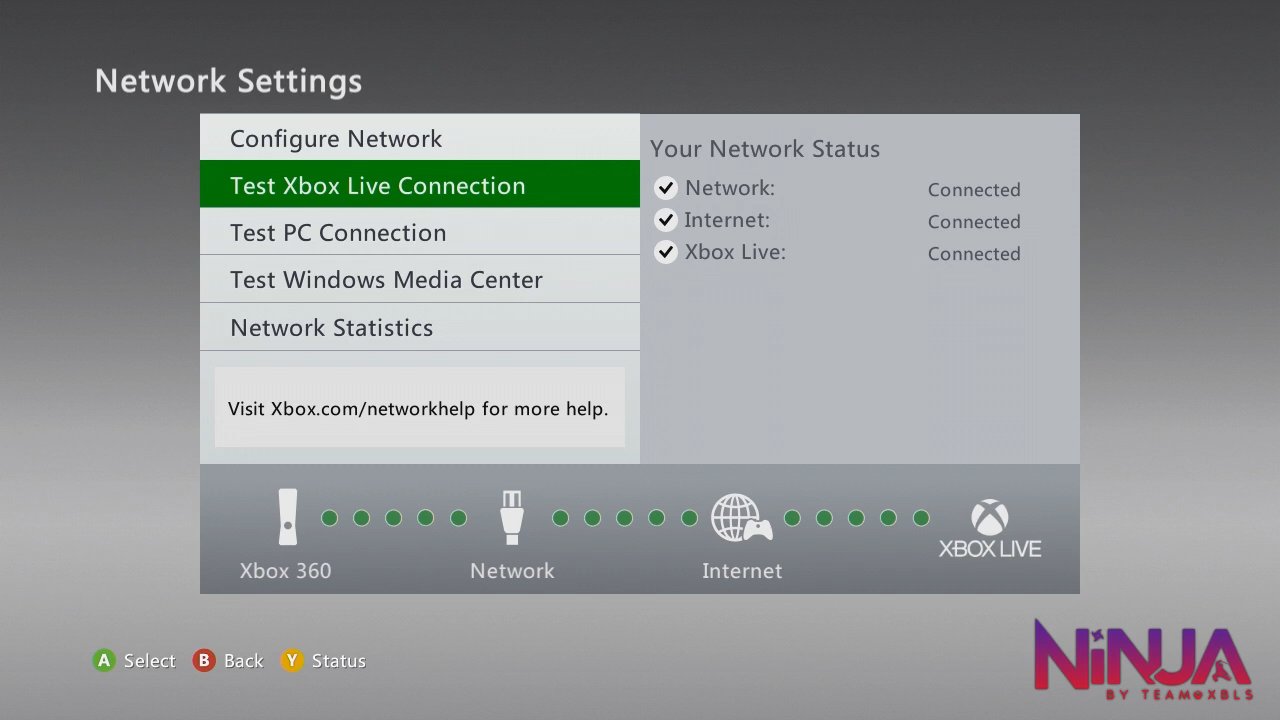 Network Settings
Configure Network
Test Xbox Live Connection
Test PC Connection
Test Windows Media Center
Network Statistics
Visit Xbox.com/networkhelp for more help.
Your Network Status
Network: Connected
Internet: Connected
Xbox Live: Connected
Xbox 360
Network
Internet
XBOX LIVE
A Select B Back Y Status
NiNJA
BY TEAM XBLS